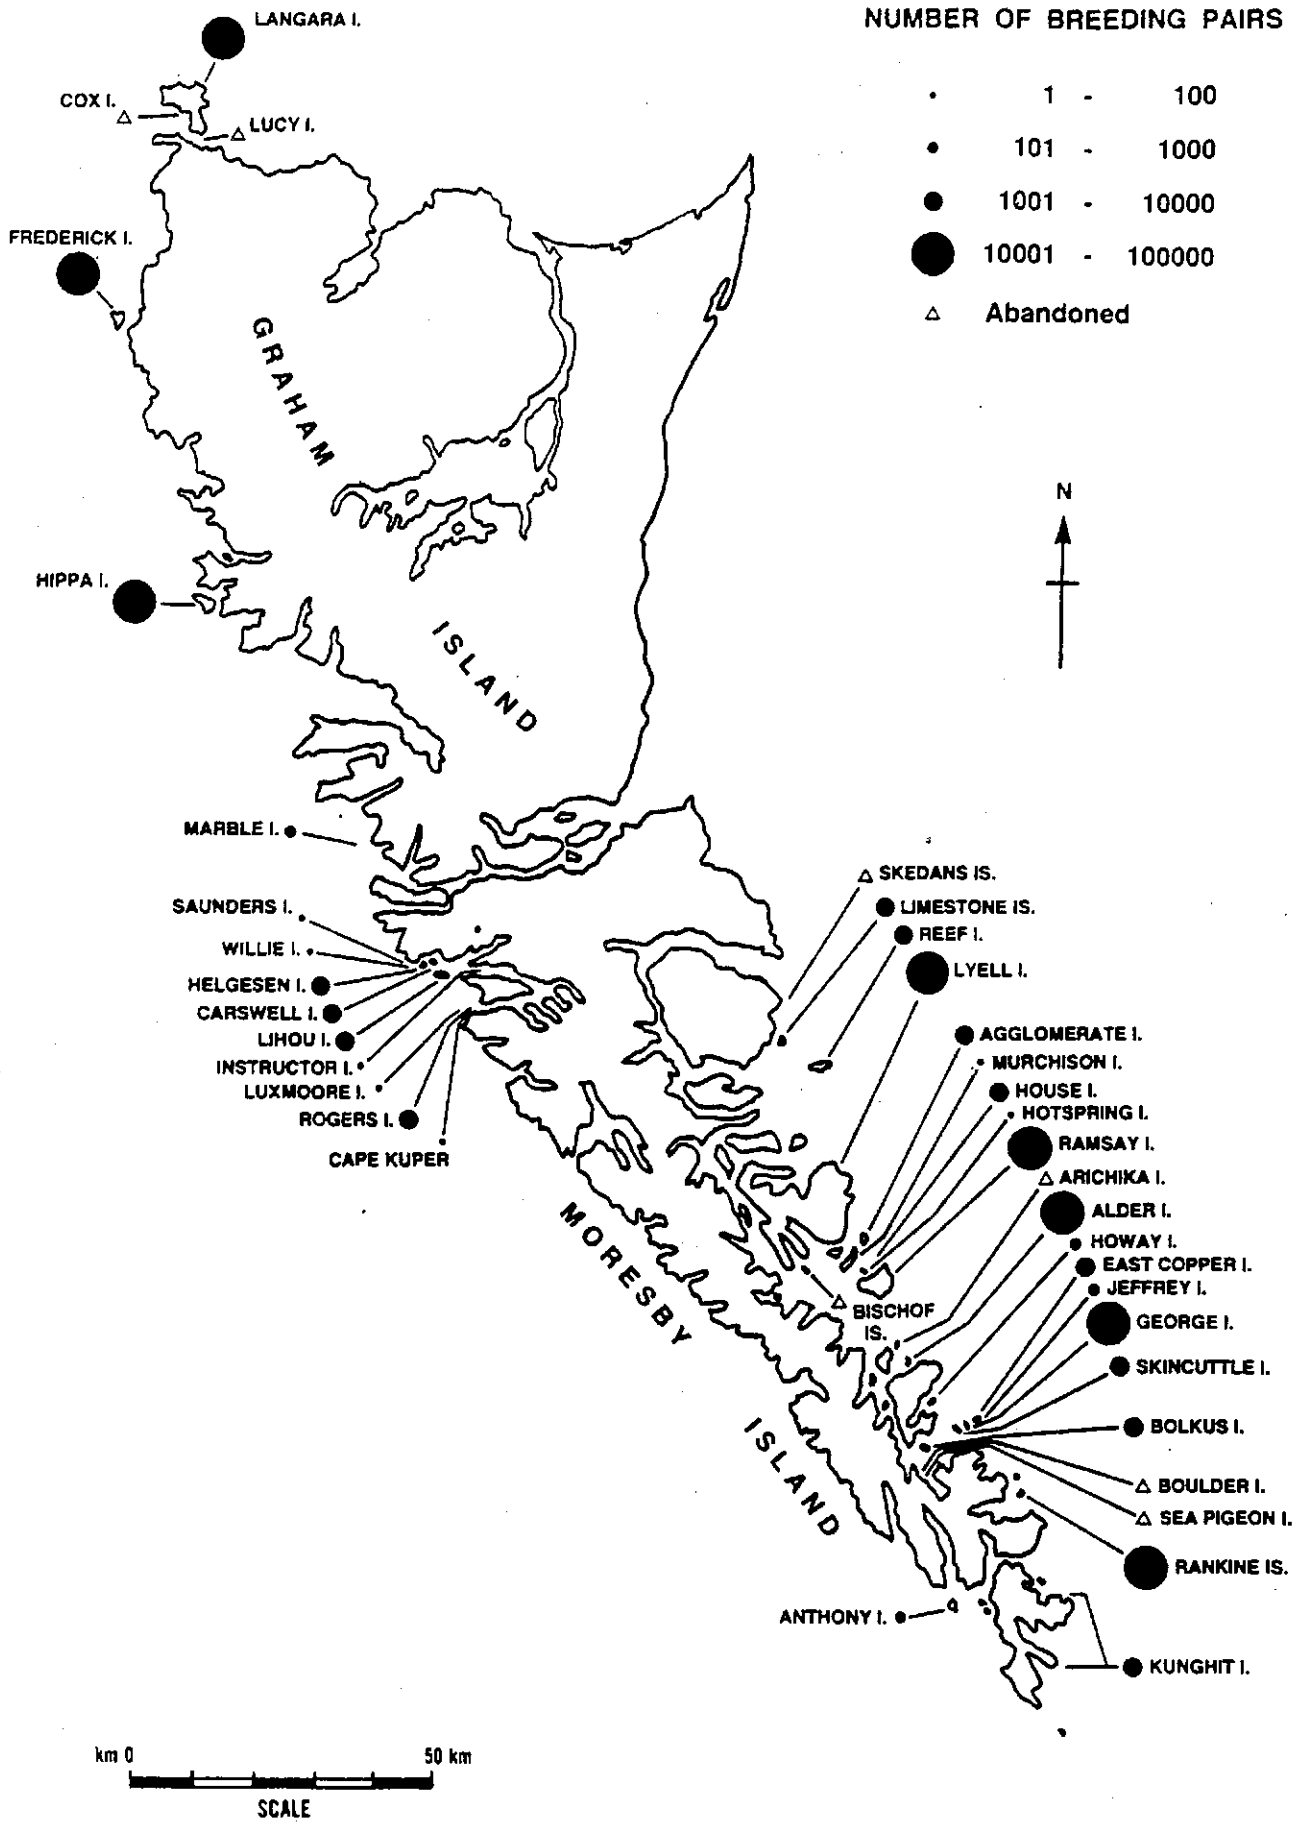 LANGARA I.
NUMBER OF BREEDING PAIRS
1 - 100
101 - 1000
1001 - 10000
10001 - 100000
Abandoned
COX I.
LUCY I.
FREDERICK I.
GRAHAM
ISLAND
N
HIPPA I.
MARBLE I.
SAUNDERS I.
WILLIE I.
HELGESEN I.
CARSWELL I.
LIHOU I.
INSTRUCTOR I.
LUXMOORE I.
ROGERS I.
CAPE KUPER
SKEDANS IS.
LIMESTONE IS.
REEF I.
LYELL I.
AGGLOMERATE I.
MURCHISON I.
HOUSE I.
HOTSPRING I.
RAMSAY I.
ARICHIKA I.
ALDER I.
HOWAY I.
EAST COPPER I.
JEFFREY I.
BISCHOF
IS.
GEORGE I.
SKINCUTTLE I.
BOLKUS I.
BOULDER I.
SEA PIGEON I.
RANKINE IS.
MORESBY
ISLAND
ANTHONY I.
KUNGHIT I.
km 0 50 km
SCALE